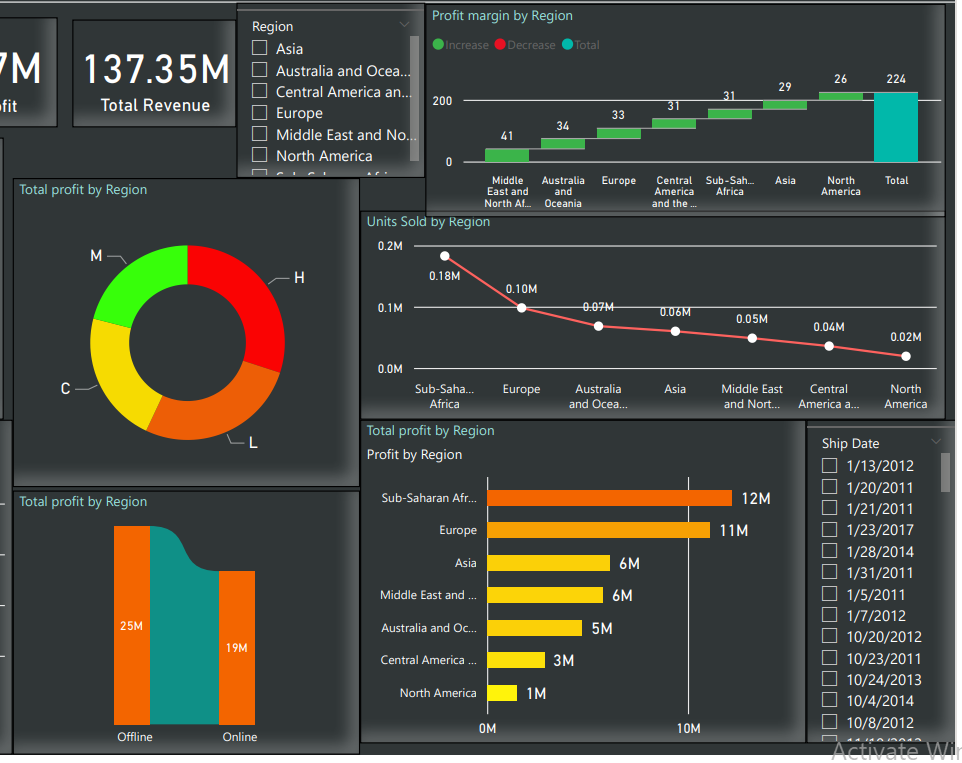 7M
fit
137.35M
Total Revenue
Region
Asia
Australia and Ocea...
Central America an...
Europe
Middle East and No...
North America
Profit margin by Region
Increase Decrease Total
200
0
41
34
33
31
31
29
26
224
Middle East and North Af...
Australia and Oceania
Europe
Central America and the ...
Sub-Sah... Africa
Asia
North America
Total
Total profit by Region
M
H
C
L
Units Sold by Region
0.2M
0.1M
0.0M
0.18M
0.10M
0.07M
0.06M
0.05M
0.04M
0.02M
Sub-Saha... Africa
Europe
Australia and Ocea...
Asia
Middle East and Nort...
Central America a...
North America
Total profit by Region
25M
19M
Offline
Online
Total profit by Region
Profit by Region
Sub-Saharan Afr... 12M
Europe 11M
Asia 6M
Middle East and ... 6M
Australia and Oc... 5M
Central America ... 3M
North America 1M
0M
10M
Ship Date
1/13/2012
1/20/2011
1/21/2011
1/23/2017
1/28/2014
1/31/2011
1/5/2011
1/7/2012
10/20/2012
10/23/2011
10/24/2013
10/4/2014
10/8/2012
Activate Wi